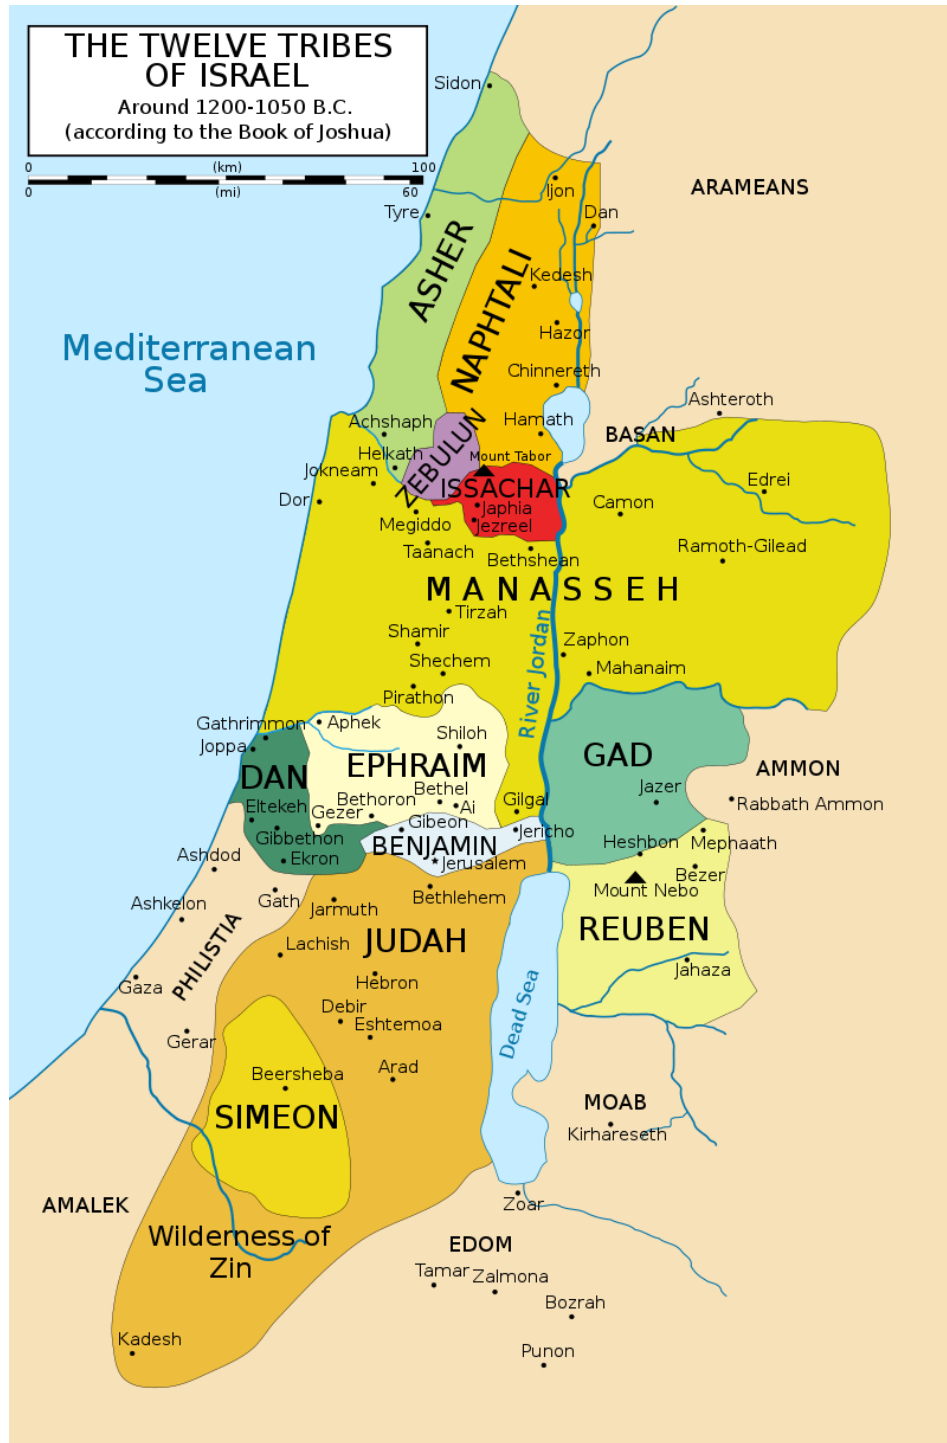 THE TWELVE TRIBES
OF ISRAEL
Around 1200-1050 B.C.
(according to the Book of Joshua)
0 (km) 100
0 (mi) 60
Sidon
ARAMEANS
Ijon
Tyre
Dan
ASHER
NAPHTALI
Kedesh
Hazor
Mediterranean
Sea
Chinnereth
Ashteroth
Achshaph
Hamath
BASAN
ZEBULUN
Helkath
Mount Tabor
Jokneam
ISSACHAR
Edrei
Dor
Japhia
Camon
Megiddo
Jezreel
Taanach
Bethshean
Ramoth-Gilead
MANASSEH
Tirzah
Shamir
River Jordan
Zaphon
Shechem
Mahanaim
Pirathon
Gathrimmon
Aphek
Joppa
Shiloh
GAD
EPHRAIM
DAN
AMMON
Bethel
Jazer
Eltekeh
Bethoron
Ai
Gilgal
Rabbath Ammon
Gezer
Gibeon
Jericho
Gibbethon
BENJAMIN
Heshbon
Mephaath
Ashdod
Ekron
Jerusalem
Bezer
Mount Nebo
Ashkelon
Gath
Jarmuth
Bethlehem
PHILISTIA
Lachish
JUDAH
REUBEN
Jahaza
Gaza
Hebron
Debir
Dead Sea
Eshtemoa
Gerar
Beersheba
Arad
SIMEON
MOAB
Kirhareseth
AMALEK
Zoar
Wilderness of
Zin
EDOM
Tamar
Zalmona
Bozrah
Kadesh
Punon